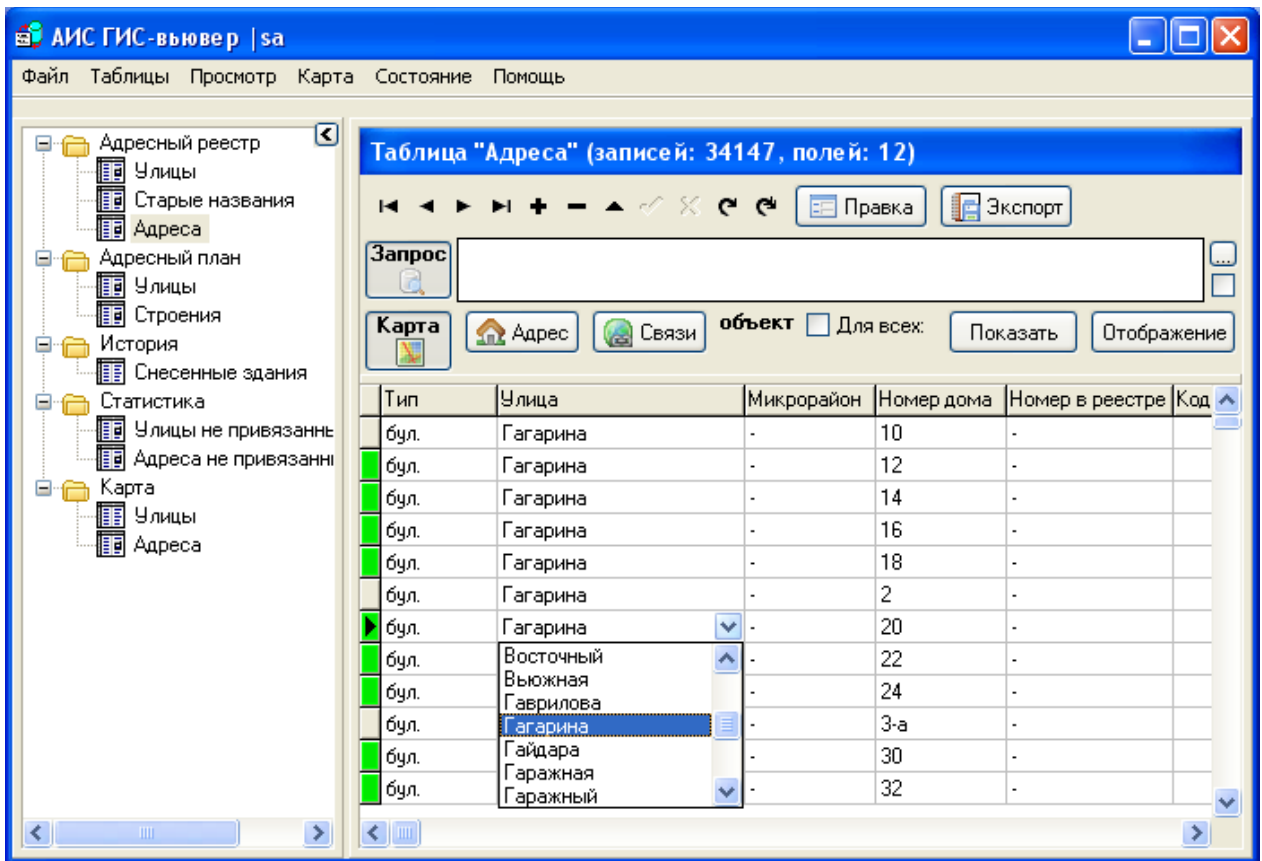 АИС ГИС-вьювер | sa
Файл Таблицы Просмотр Карта Состояние Помощь
Адресный реестр
Улицы
Старые названия
Адреса
Адресный план
Улицы
Строения
История
Снесенные здания
Статистика
Улицы не привязаннь
Адреса не привязанні
Карта
Улицы
Адреса
Таблица "Адреса" (записей: 34147, полей: 12)
Правка Экспорт
Запрос ...
Карта Адрес Связи объект Для всех: Показать Отображение
Тип Улица Микрорайон Номер дома Номер в реестре Код
бул. Гагарина - 10 -
бул. Гагарина - 12 -
бул. Гагарина - 14 -
бул. Гагарина - 16 -
бул. Гагарина - 18 -
бул. Гагарина - 2 -
бул. Гагарина - 20 -
бул. - 22 -
бул. - 24 -
бул. - 3-а -
бул. - 30 -
бул. - 32 -
Восточный
Вьюжная
Гаврилова
Гагарина
Гайдара
Гаражная
Гаражный